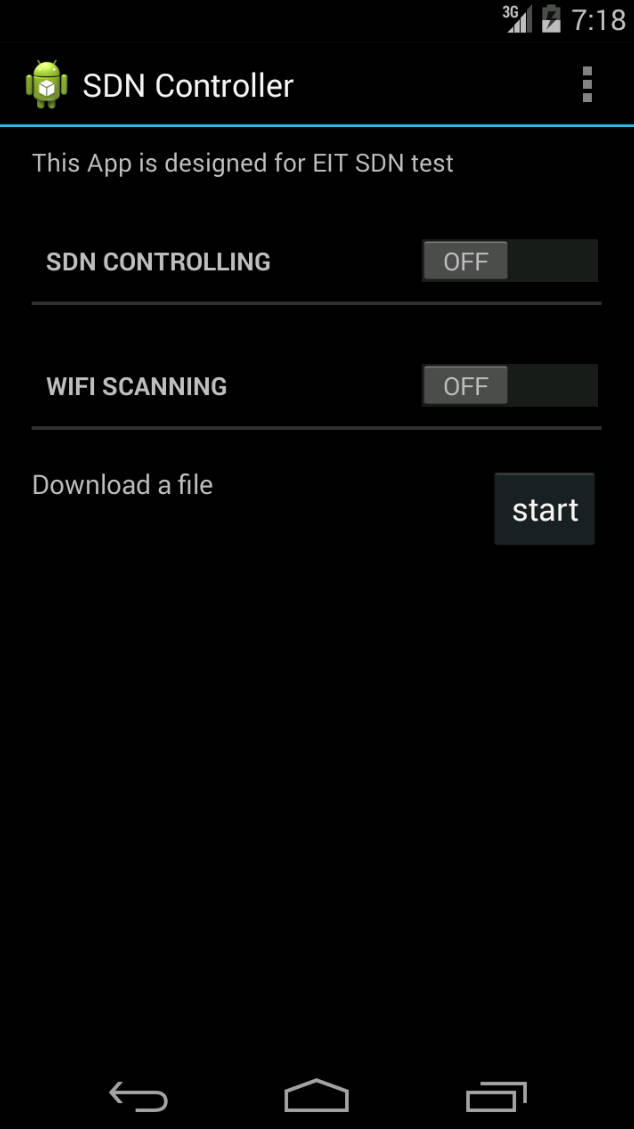 3G 7:18
SDN Controller
This App is designed for EIT SDN test
SDN CONTROLLING OFF
WIFI SCANNING OFF
Download a file start